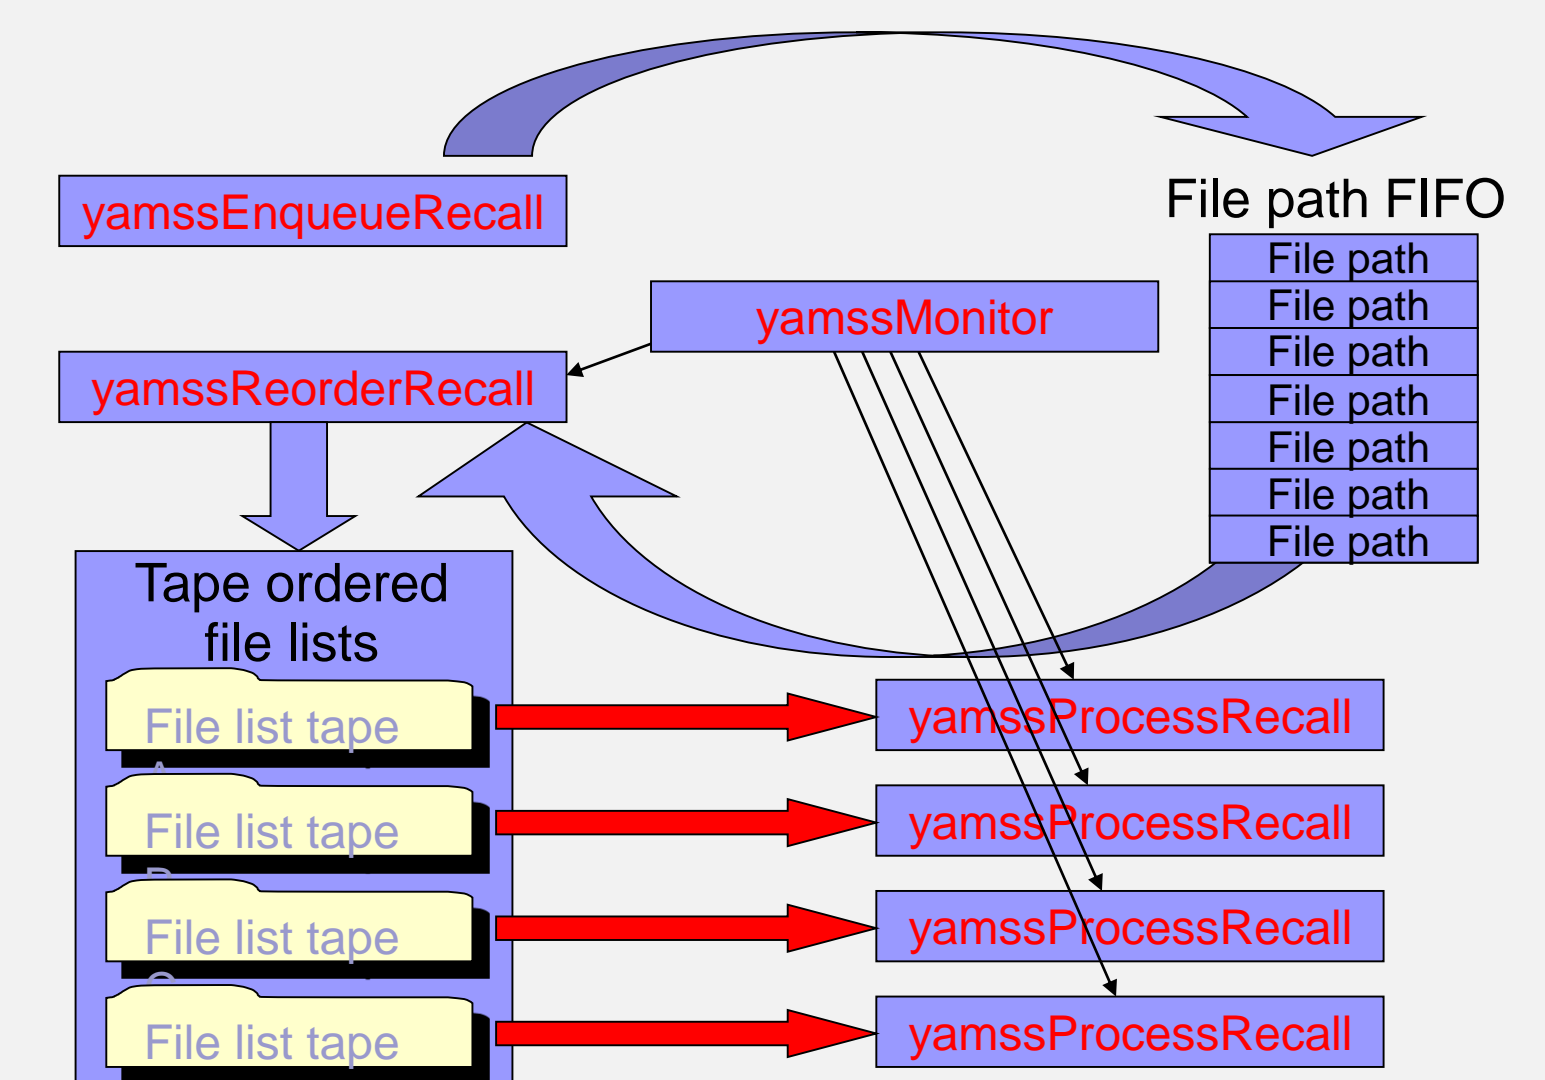 yamssEnqueueRecall
File path FIFO
File path
File path
File path
File path
File path
File path
File path
yamssMonitor
yamssReorderRecall
Tape ordered
file lists
File list tape
yamssProcessRecall
File list tape
yamssProcessRecall
File list tape
yamssProcessRecall
File list tape
yamssProcessRecall